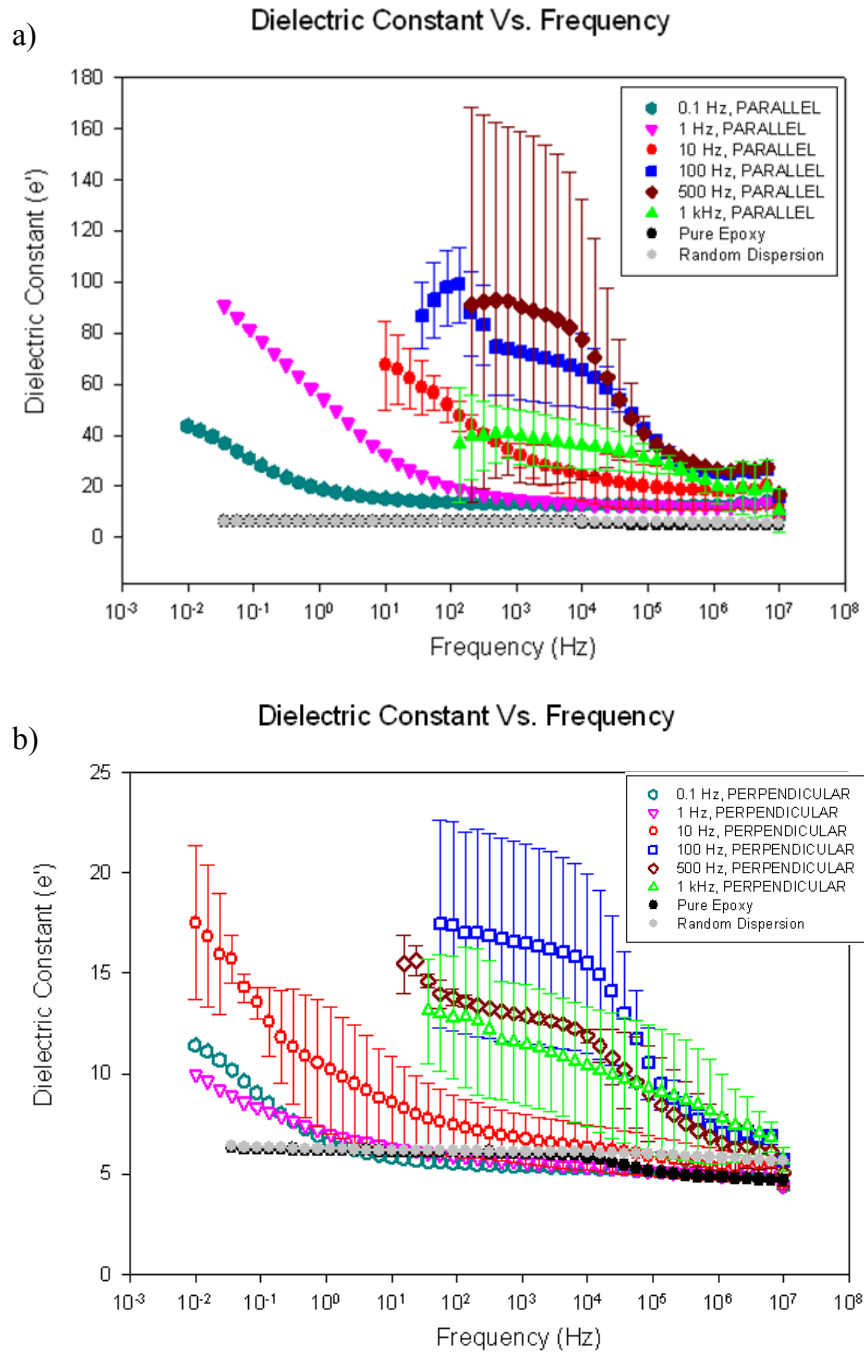 a)
Dielectric Constant Vs. Frequency
180
160
140
120
100
80
60
40
20
0
Dielectric Constant (e')
0.1 Hz, PARALLEL
1 Hz, PARALLEL
10 Hz, PARALLEL
100 Hz, PARALLEL
500 Hz, PARALLEL
1 kHz, PARALLEL
Pure Epoxy
Random Dispersion
10⁻³ 10⁻² 10⁻¹ 10⁰ 10¹ 10² 10³ 10⁴ 10⁵ 10⁶ 10⁷ 10⁸
Frequency (Hz)
b)
Dielectric Constant Vs. Frequency
25
20
15
10
5
0
Dielectric Constant (e')
0.1 Hz, PERPENDICULAR
1 Hz, PERPENDICULAR
10 Hz, PERPENDICULAR
100 Hz, PERPENDICULAR
500 Hz, PERPENDICULAR
1 kHz, PERPENDICULAR
Pure Epoxy
Random Dispersion
10⁻³ 10⁻² 10⁻¹ 10⁰ 10¹ 10² 10³ 10⁴ 10⁵ 10⁶ 10⁷ 10⁸
Frequency (Hz)